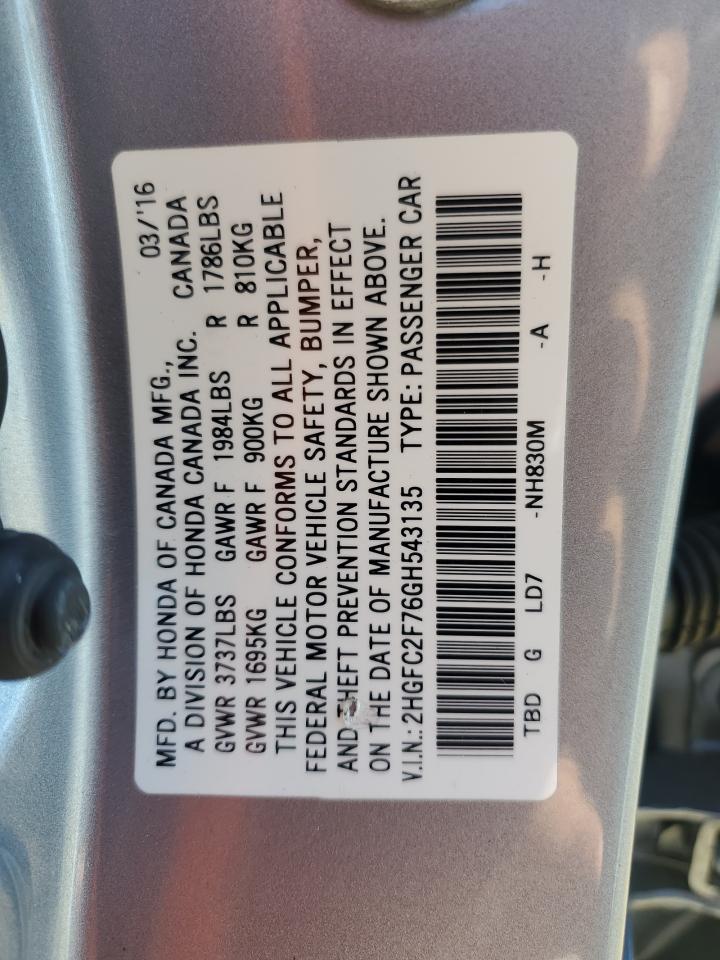 MFD. BY HONDA OF CANADA MFG., 03/'16
A DIVISION OF HONDA CANADA INC. CANADA
GVWR 3737LBS GAWR F 1984LBS R 1786LBS
GVWR 1695KG GAWR F 900KG R 810KG
THIS VEHICLE CONFORMS TO ALL APPLICABLE
FEDERAL MOTOR VEHICLE SAFETY, BUMPER,
AND THEFT PREVENTION STANDARDS IN EFFECT
ON THE DATE OF MANUFACTURE SHOWN ABOVE.
V.I.N.: 2HGFC2F76GH543135 TYPE: PASSENGER CAR
TBD G LD7 -NH830M -A -H